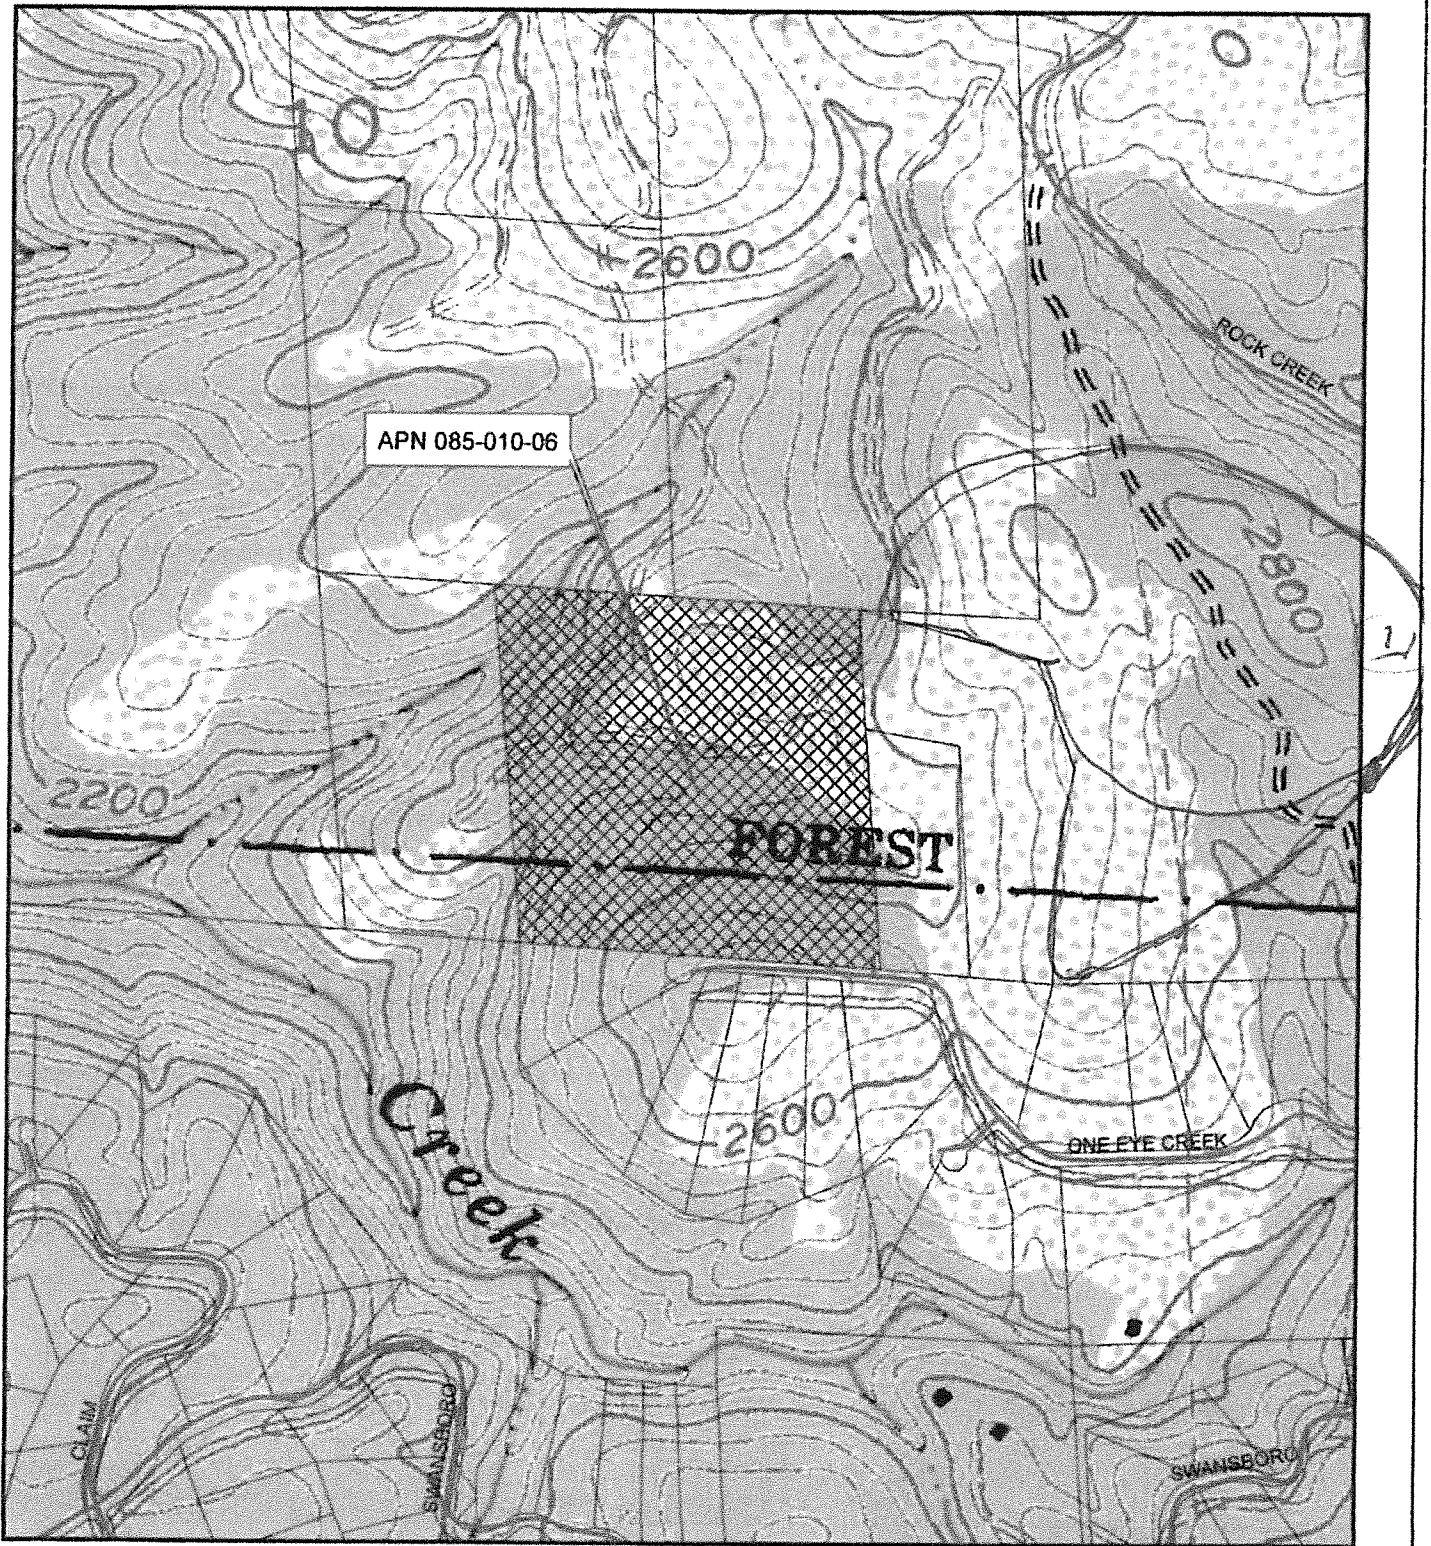 10
2600
ROCK CREEK
APN 085-010-06
2800
1
2200
FOREST
Creek
2600
ONE EYE CREEK
CLAIM
SWANSBORO
SWANSBORO